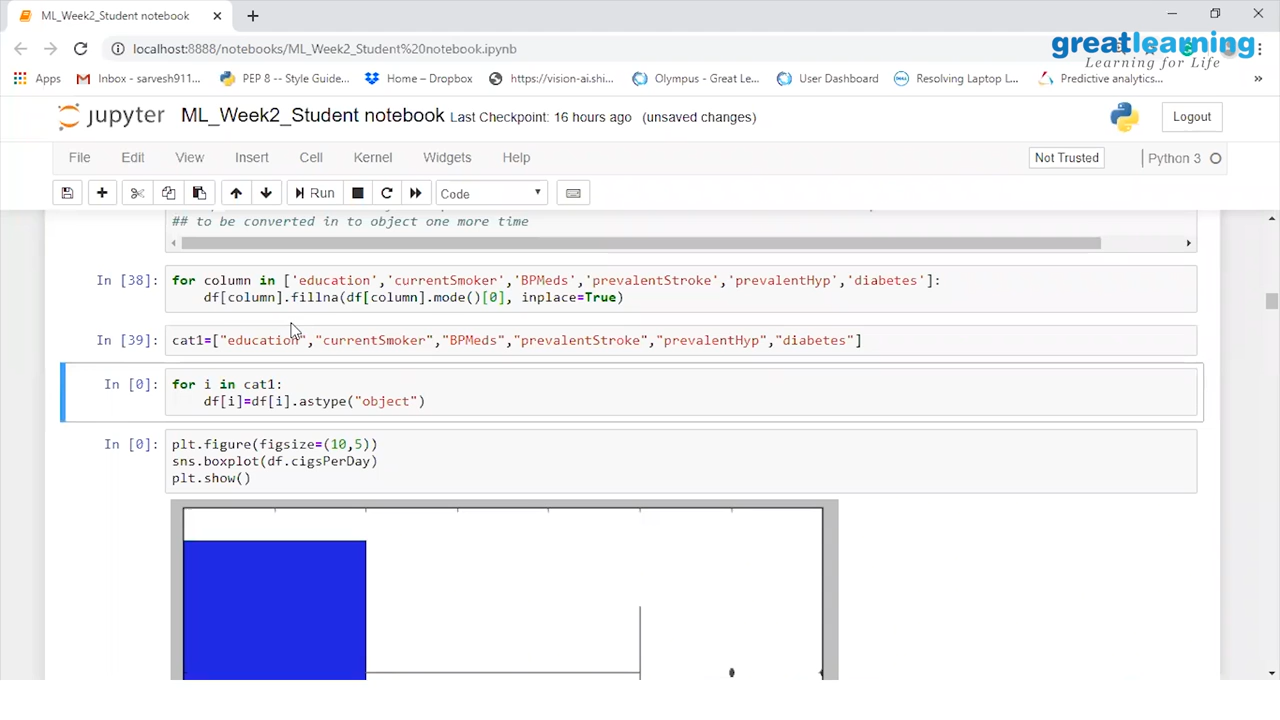 ML_Week2_Student notebook
localhost:8888/notebooks/ML_Week2_Student%20notebook.ipynb
greatlearning
Learning for Life
Apps Inbox - sarvesh911... PEP 8 -- Style Guide... Home – Dropbox https://vision-ai.shi... Olympus - Great Le... User Dashboard Resolving Laptop L... Predictive analytics... »
jupyter ML_Week2_Student notebook Last Checkpoint: 16 hours ago (unsaved changes) Logout
File Edit View Insert Cell Kernel Widgets Help Not Trusted Python 3
Run Code
## to be converted in to object one more time
In [38]: for column in ['education','currentSmoker','BPMeds','prevalentStroke','prevalentHyp','diabetes']:
df[column].fillna(df[column].mode()[0], inplace=True)
In [39]: cat1=["education","currentSmoker","BPMeds","prevalentStroke","prevalentHyp","diabetes"]
In [0]: for i in cat1:
df[i]=df[i].astype("object")
In [0]: plt.figure(figsize=(10,5))
sns.boxplot(df.cigsPerDay)
plt.show()